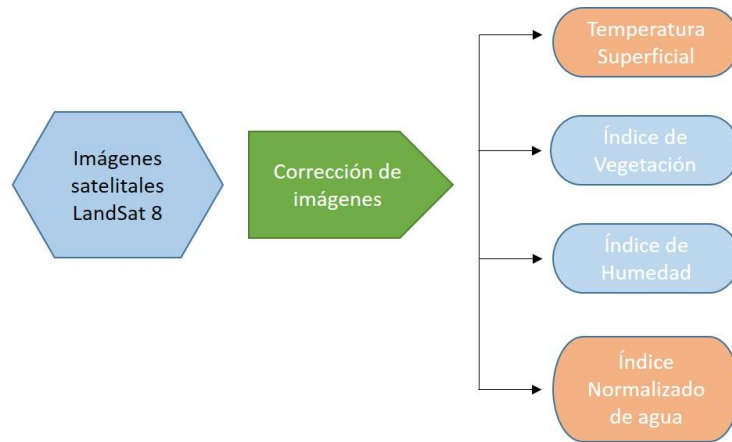 Imágenes
satelitales
LandSat 8
Corrección de
imágenes
Temperatura
Superficial
Índice de
Vegetación
Índice de
Humedad
Índice
Normalizado
de agua